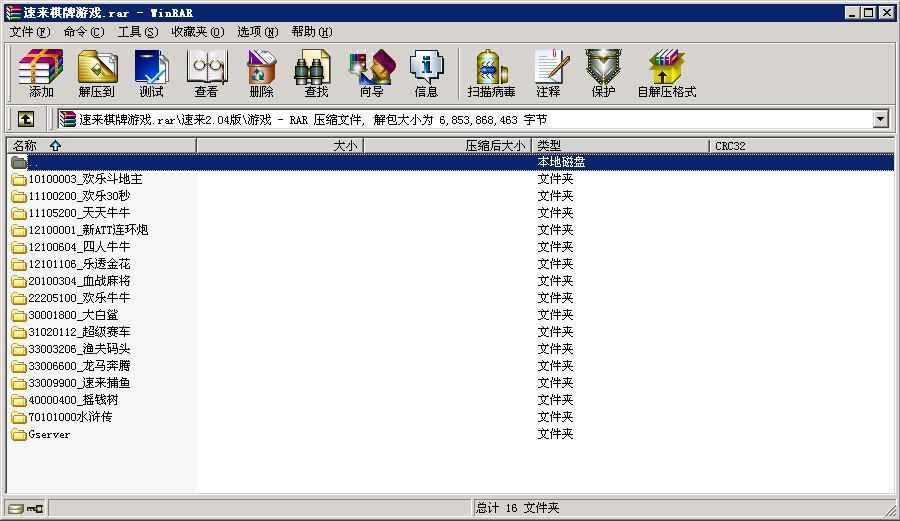 速来棋牌游戏.rar - WinRAR
文件(F) 命令(C) 工具(S) 收藏夹(O) 选项(N) 帮助(H)
添加 解压到 测试 查看 删除 查找 向导 信息 扫描病毒 注释 保护 自解压格式
速来棋牌游戏.rar\速来2.04版\游戏 - RAR 压缩文件, 解包大小为 6,853,868,463 字节
名称 大小 压缩后大小 类型 CRC32
.. 本地磁盘
10100003_欢乐斗地主 文件夹
11100200_欢乐30秒 文件夹
11105200_天天牛牛 文件夹
12100001_新ATT连环炮 文件夹
12100604_四人牛牛 文件夹
12101106_乐透金花 文件夹
20100304_血战麻将 文件夹
22205100_欢乐牛牛 文件夹
30001800_大白鲨 文件夹
31020112_超级赛车 文件夹
33003206_渔夫码头 文件夹
33006600_龙马奔腾 文件夹
33009900_速来捕鱼 文件夹
40000400_摇钱树 文件夹
70101000水浒传 文件夹
Gserver 文件夹
总计 16 文件夹